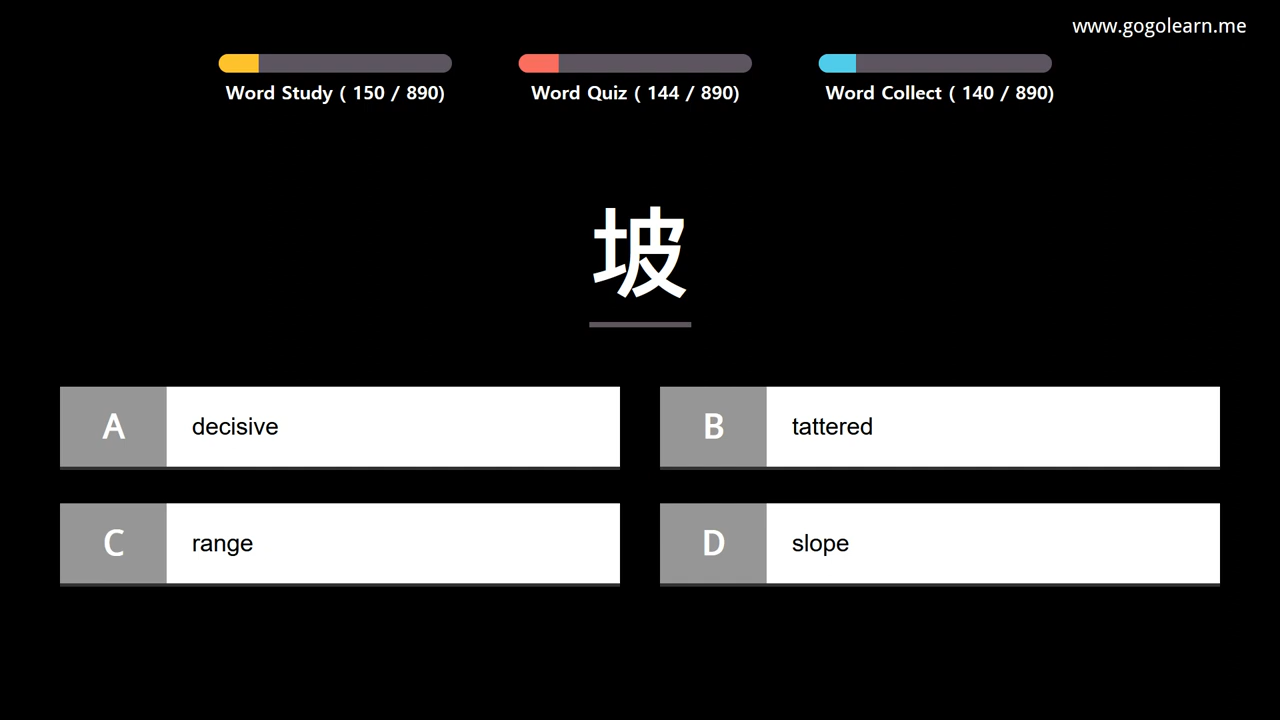 www.gogolearn.me
Word Study ( 150 / 890)
Word Quiz ( 144 / 890)
Word Collect ( 140 / 890)
坡
A decisive
B tattered
C range
D slope